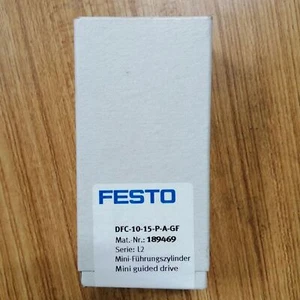 FESTO
DFC-10-15-P-A-GF
Mat. Nr.: 189469
Serie: L2
Mini-Führungszylinder
Mini guided drive